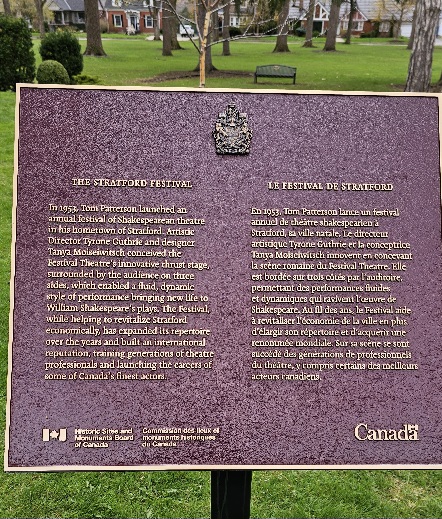 THE STRATFORD FESTIVAL
In 1953, Tom Patterson launched an
annual festival of Shakespearean theatre
in his hometown of Stratford. Artistic
Director Tyrone Guthrie and designer
Tanya Moiseiwitsch conceived the
Festival Theatre's innovative thrust stage,
surrounded by the audience on three
sides, which enabled a fluid, dynamic
style of performance bringing new life to
William Shakespeare's plays. The Festival,
while helping to revitalize Stratford
economically, has expanded its repertoire
over the years and built an international
reputation, training generations of theatre
professionals and launching the careers of
some of Canada's finest actors.
LE FESTIVAL DE STRATFORD
En 1953, Tom Patterson lance un festival
annuel de théâtre shakespearien à
Stratford, sa ville natale. Le directeur
artistique Tyrone Guthrie et la conceptrice
Tanya Moiseiwitsch innovent en concevant
la scène romaine du Festival Theatre. Elle
est bordée sur trois côtés par l'auditoire,
permettant des performances fluides
et dynamiques qui ravivent l'œuvre de
Shakespeare. Au fil des ans, le Festival aide
à revitaliser l'économie de la ville en plus
d'élargir son répertoire et d'acquérir une
renommée mondiale. Sur sa scène se sont
succédé des générations de professionnels
du théâtre, y compris certains des meilleurs
acteurs canadiens.
Historic Sites and
Monuments Board
of Canada
Commission des lieux et
monuments historiques
du Canada
Canada